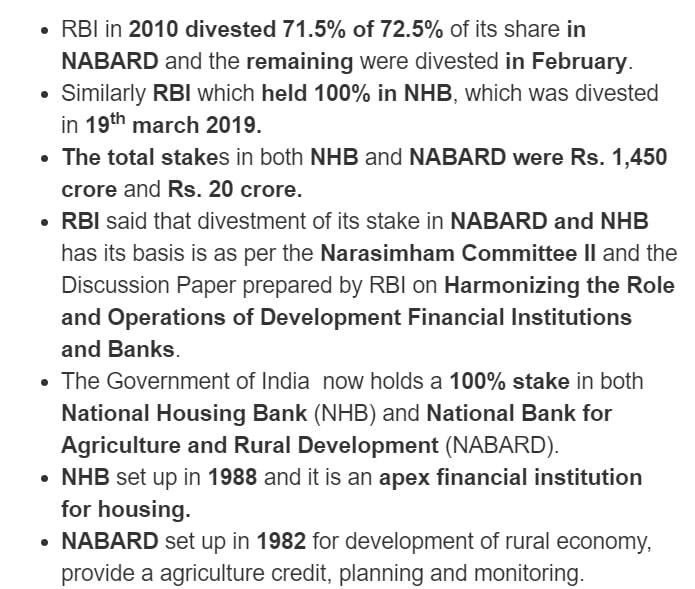 • RBI in 2010 divested 71.5% of 72.5% of its share in
NABARD and the remaining were divested in February.
• Similarly RBI which held 100% in NHB, which was divested
in 19th march 2019.
• The total stakes in both NHB and NABARD were Rs. 1,450
crore and Rs. 20 crore.
• RBI said that divestment of its stake in NABARD and NHB
has its basis is as per the Narasimham Committee II and the
Discussion Paper prepared by RBI on Harmonizing the Role
and Operations of Development Financial Institutions
and Banks.
• The Government of India now holds a 100% stake in both
National Housing Bank (NHB) and National Bank for
Agriculture and Rural Development (NABARD).
• NHB set up in 1988 and it is an apex financial institution
for housing.
• NABARD set up in 1982 for development of rural economy,
provide a agriculture credit, planning and monitoring.